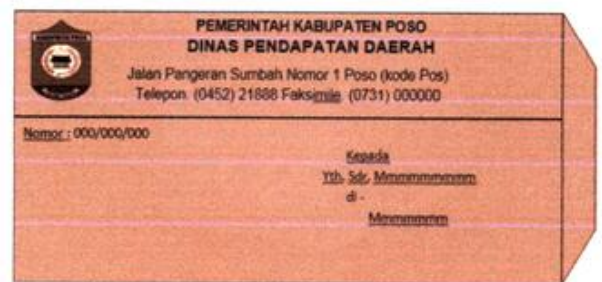 PEMERINTAH KABUPATEN POSO
DINAS PENDAPATAN DAERAH
Jalan Pangeran Sumbah Nomor 1 Poso (kode Pos)
Telepon. (0452) 21888 Faksimile. (0731) 000000
Nomor : 000/000/000
Kepada
Yth. Sdr. Mmmmmmmmmm
di -
Mmmmmmmm